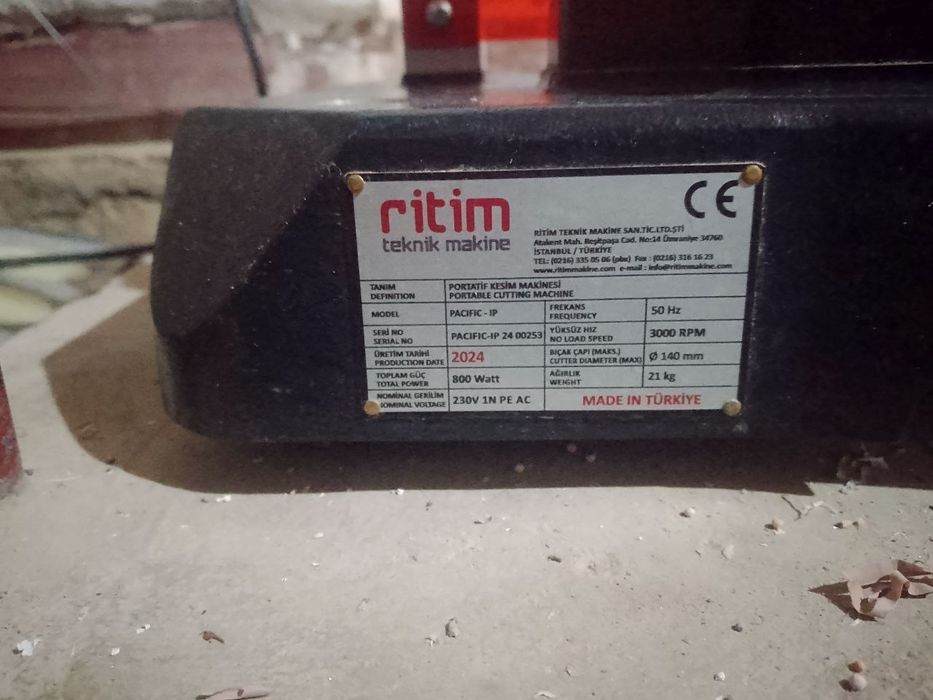 ritim
teknik makine
CE
RİTİM TEKNİK MAKİNE SAN.TİC.LTD.ŞTİ
Atakent Mah. Reşitpaşa Cad. No:14 Ümraniye 34760
İSTANBUL / TÜRKİYE
TEL: (0216) 335 05 06 (pbx) Fax : (0216) 316 16 23
www.ritimmakine.com e-mail : info@ritimmakine.com
TANIM
DEFINITION
PORTATİF KESİM MAKİNESİ
PORTABLE CUTTING MACHINE
MODEL
PACIFIC - IP
FREKANS
FREQUENCY
50 Hz
SERİ NO
SERIAL NO
PACIFIC-IP 24 00253
YÜKSÜZ HIZ
NO LOAD SPEED
3000 RPM
ÜRETİM TARİHİ
PRODUCTION DATE
2024
BIÇAK ÇAPI (MAKS.)
CUTTER DIAMETER (MAX)
Ø 140 mm
TOPLAM GÜÇ
TOTAL POWER
800 Watt
AĞIRLIK
WEIGHT
21 kg
NOMİNAL GERİLİM
NOMINAL VOLTAGE
230V 1N PE AC
MADE IN TÜRKİYE